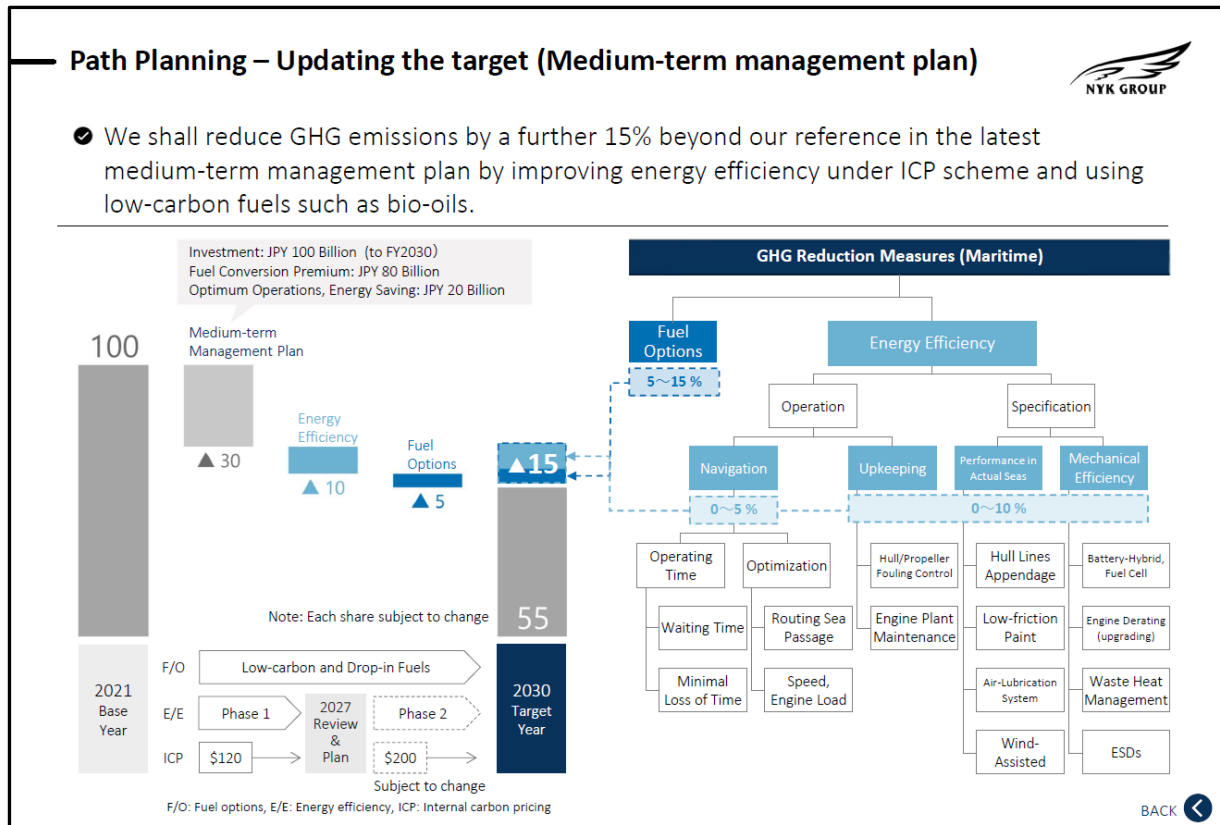 Path Planning – Updating the target (Medium-term management plan)
NYK GROUP
We shall reduce GHG emissions by a further 15% beyond our reference in the latest
medium-term management plan by improving energy efficiency under ICP scheme and using
low-carbon fuels such as bio-oils.
Investment: JPY 100 Billion (to FY2030)
Fuel Conversion Premium: JPY 80 Billion
Optimum Operations, Energy Saving: JPY 20 Billion
100
Medium-term
Management Plan
▲ 30
Energy
Efficiency
▲ 10
Fuel
Options
▲ 5
▲15
55
Note: Each share subject to change
2021
Base
Year
F/O
Low-carbon and Drop-in Fuels
E/E
Phase 1
2027
Review
&
Plan
Phase 2
ICP
$120
$200
Subject to change
2030
Target
Year
F/O: Fuel options, E/E: Energy efficiency, ICP: Internal carbon pricing
GHG Reduction Measures (Maritime)
Fuel
Options
5～15 %
Energy Efficiency
Operation
Specification
Navigation
Upkeeping
Performance in
Actual Seas
Mechanical
Efficiency
0～5 %
0～10 %
Operating
Time
Waiting Time
Minimal
Loss of Time
Optimization
Routing Sea
Passage
Speed,
Engine Load
Hull/Propeller
Fouling Control
Engine Plant
Maintenance
Hull Lines
Appendage
Low-friction
Paint
Air-Lubrication
System
Wind-
Assisted
Battery-Hybrid,
Fuel Cell
Engine Derating
(upgrading)
Waste Heat
Management
ESDs
BACK